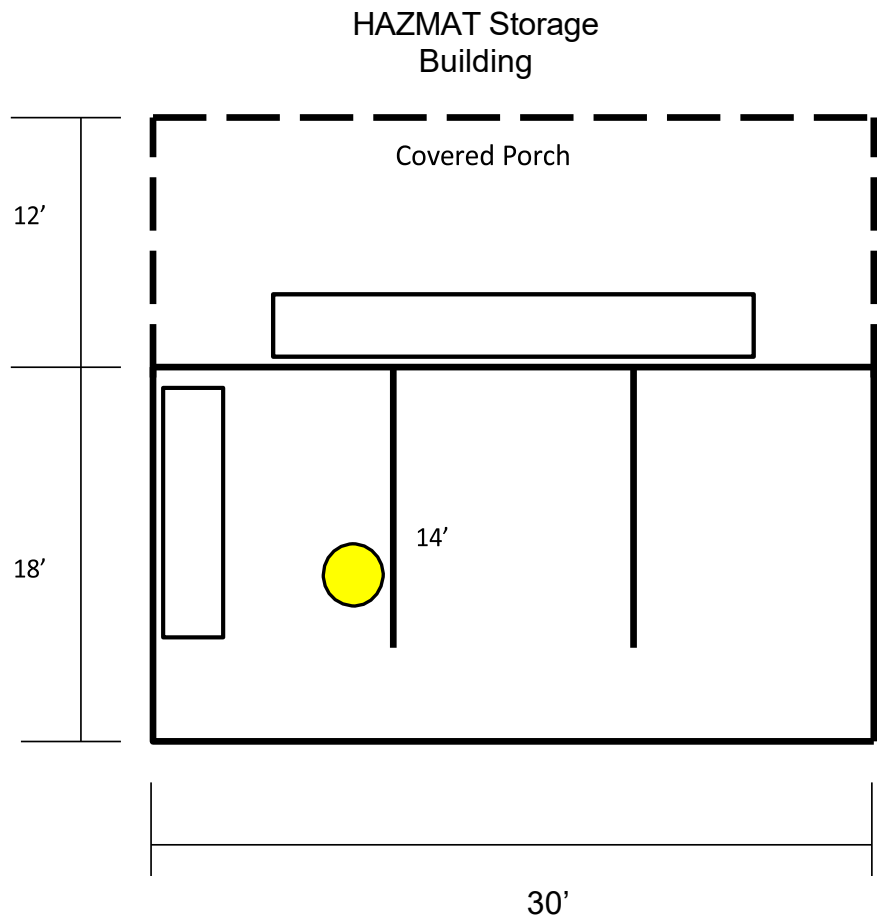 HAZMAT Storage
Building
Covered Porch
12’
14’
18’
30’